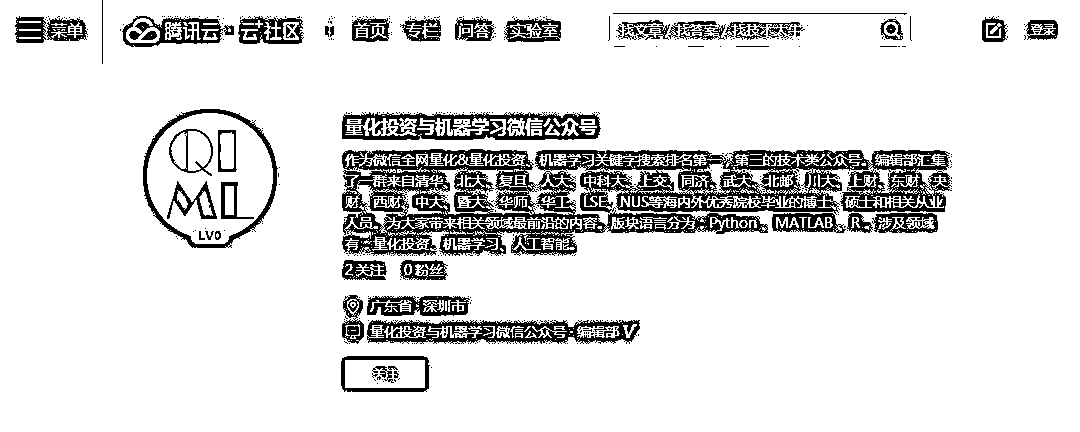 菜单 腾讯云 · 云+社区 首页 专栏 问答 实验室 找文章 / 找答案 / 找技术大牛 登录
QI
ML
LV0
量化投资与机器学习微信公众号
作为微信全网量化&量化投资、机器学习关键字搜索排名第一,第三的技术类公众号。编辑部汇集
了一群来自清华、北大、复旦、人大、中科大、上交、同济、武大、北邮、川大、上财、东财、央
财、西财、中大、暨大、华师、华工、LSE、NUS等海内外优秀院校毕业的博士、硕士和相关从业
人员。为大家带来相关领域最前沿的内容。版块语言分为:Python、MATLAB、R。涉及领域
有:量化投资、机器学习、人工智能。
2 关注 0 粉丝
广东省 · 深圳市
量化投资与机器学习微信公众号 · 编辑部 V
关注